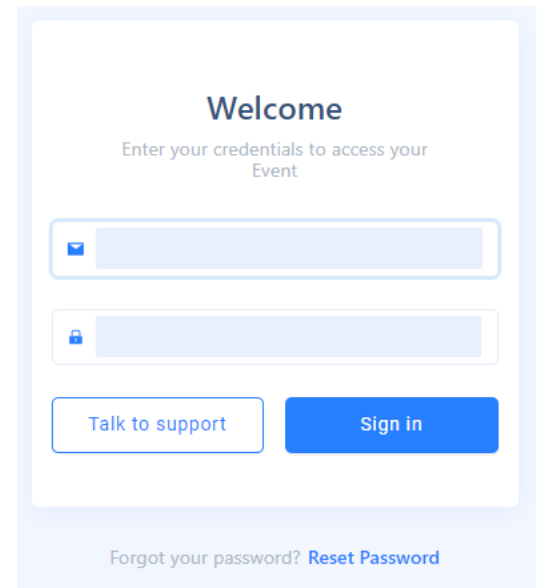 Welcome
Enter your credentials to access your
Event
Talk to support
Sign in
Forgot your password? Reset Password